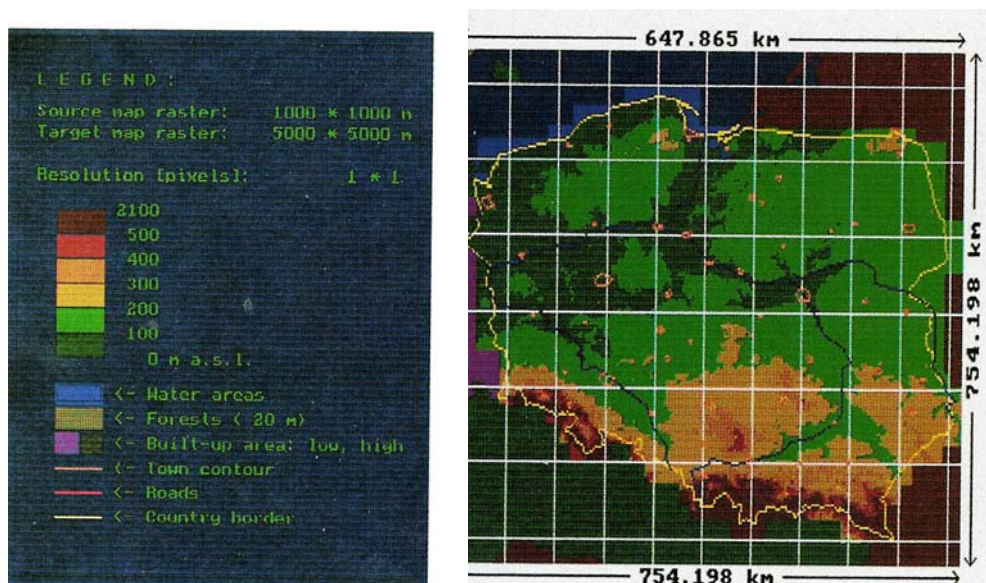 LEGEND:
Source map raster: 1000 * 1000 m
Target map raster: 5000 * 5000 m
Resolution [pixels]: 1 * 1
2100
500
400
300
200
100
0 m a.s.l.
<- Water areas
<- Forests ( 20 m)
<- Built-up area: low, high
<- Town contour
<- Roads
<- Country border
647.865 km
754.198 km
754.198 km